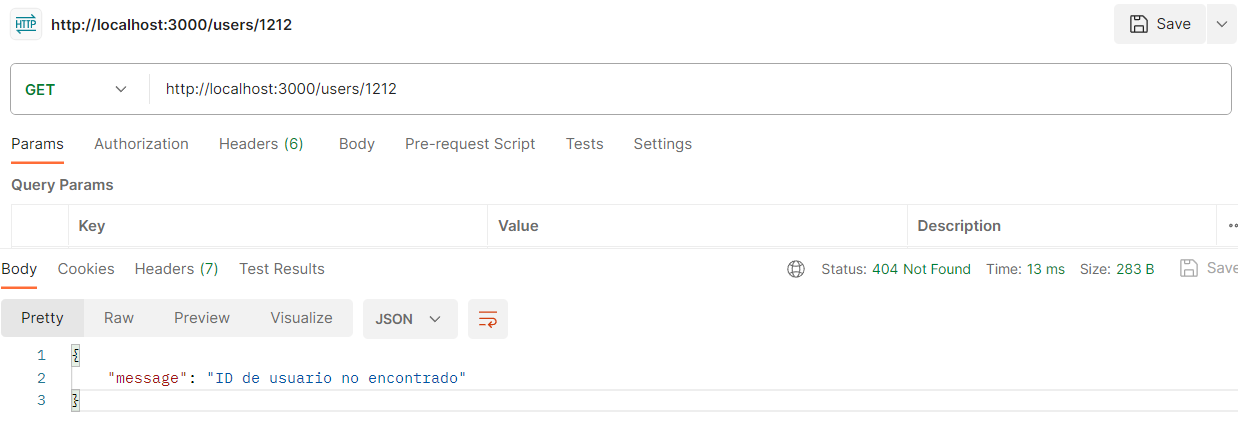 HTTP http://localhost:3000/users/1212 Save
GET http://localhost:3000/users/1212
Params Authorization Headers (6) Body Pre-request Script Tests Settings
Query Params
Key Value Description
Body Cookies Headers (7) Test Results Status: 404 Not Found Time: 13 ms Size: 283 B Save
Pretty Raw Preview Visualize JSON
1 {
2 "message": "ID de usuario no encontrado"
3 }